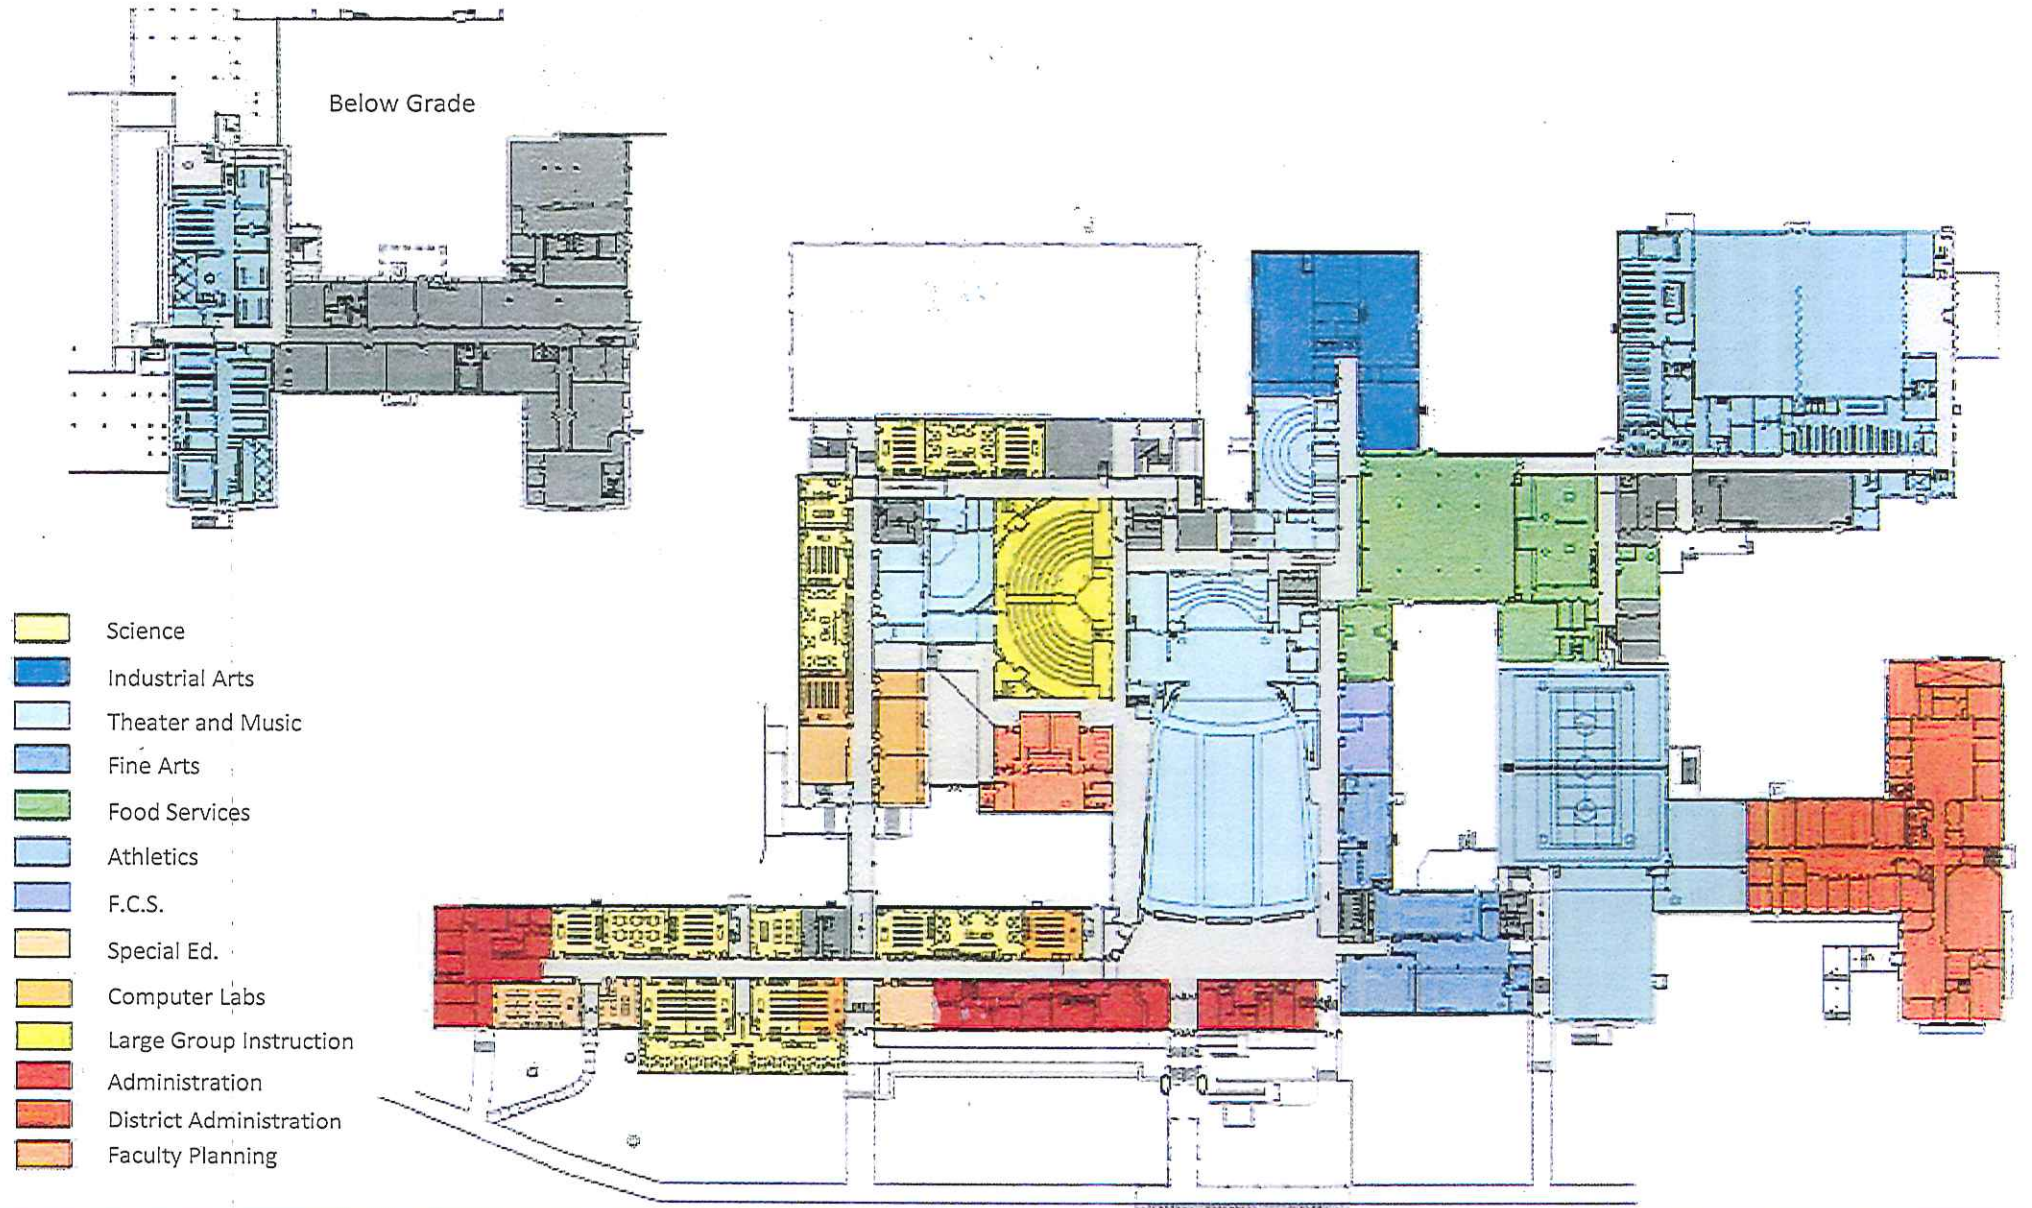 Below Grade
Science
Industrial Arts
Theater and Music
Fine Arts
Food Services
Athletics
F.C.S.
Special Ed.
Computer Labs
Large Group Instruction
Administration
District Administration
Faculty Planning